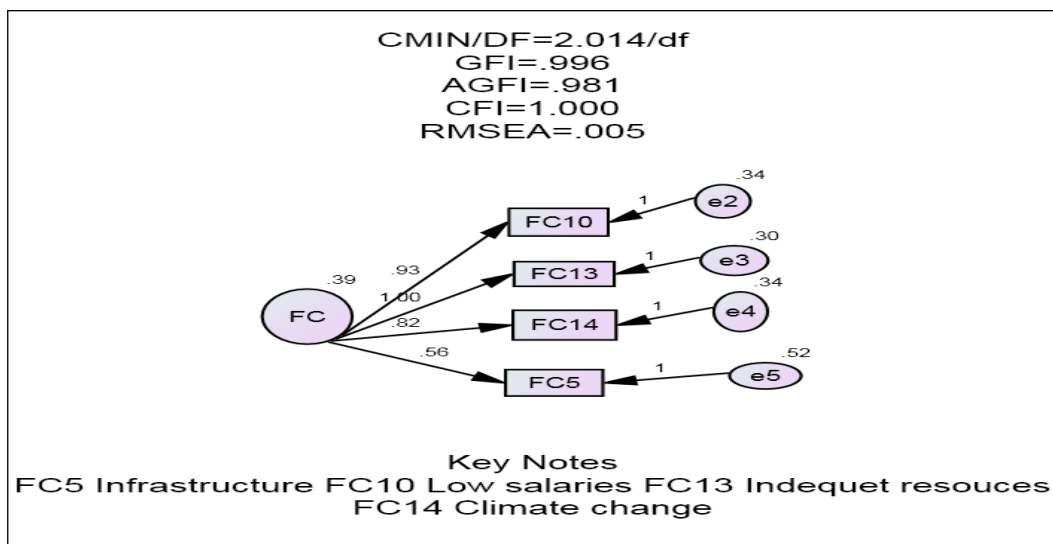 CMIN/DF=2.014/df
GFI=.996
AGFI=.981
CFI=1.000
RMSEA=.005
.34
e2
1
FC10
.30
e3
1
FC13
.93
.39
1.00
.34
FC
e4
1
.82
FC14
.56
.52
1
e5
FC5
Key Notes
FC5 Infrastructure FC10 Low salaries FC13 Indequet resouces
FC14 Climate change